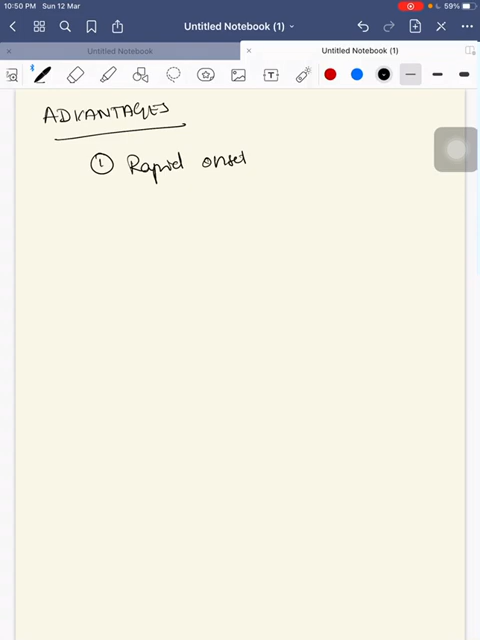 10:50 PM Sun 12 Mar
59%
Untitled Notebook (1)
Untitled Notebook
Untitled Notebook (1)
ADVANTAGES
1 Rapid onset